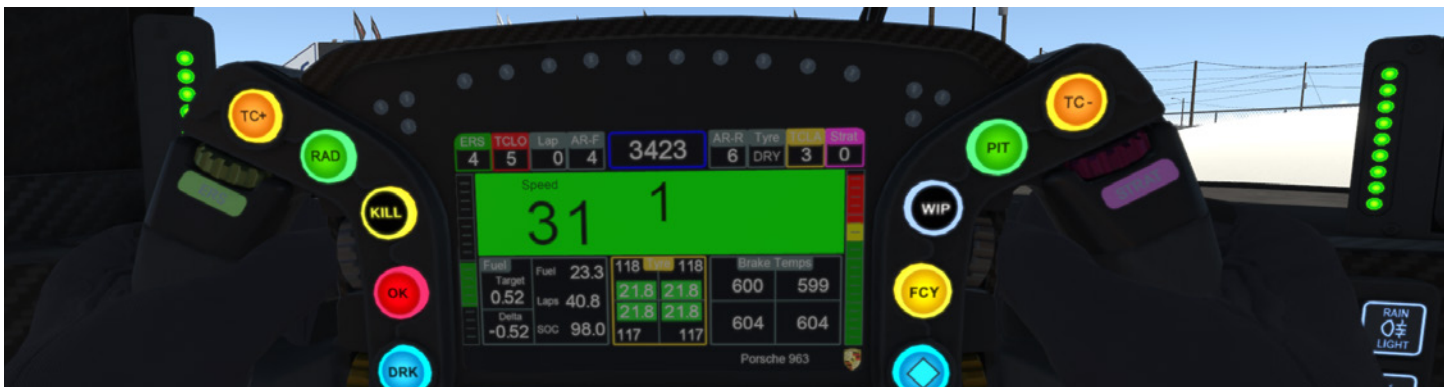 TC+
RAD
KILL
OK
DRK
ERS TCLO Lap AR-F 3423 AR-R Tyre TCLA Strat
4 5 0 4 6 DRY 3 0
Speed
31 1
Fuel
Target
0.52
Delta
-0.52
Fuel 23.3
Laps 40.8
SOC 98.0
118 Tyre 118
21.8 21.8
21.8 21.8
117 117
Brake Temps
600 599
604 604
Porsche 963
TC-
PIT
WIP
FCY
STRAT
RAIN
LIGHT